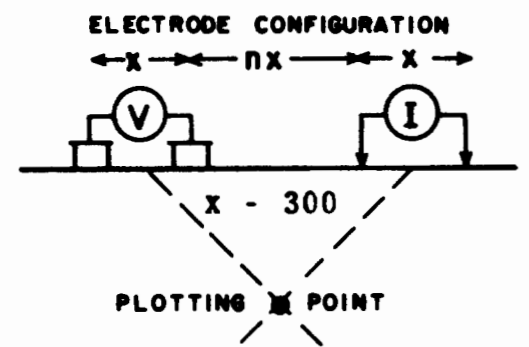 ELECTRODE CONFIGURATION
x nx x
V I
x - 300
PLOTTING POINT